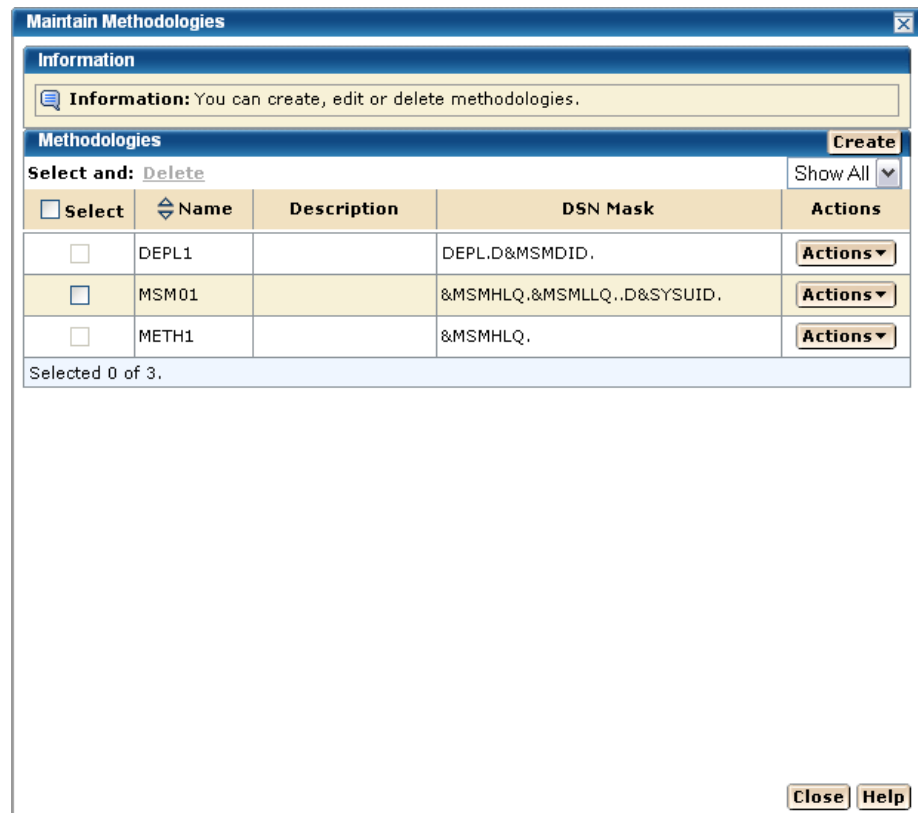 Maintain Methodologies
Information
Information: You can create, edit or delete methodologies.
Methodologies Create
Select and: Delete Show All
Select Name Description DSN Mask Actions
DEPL1 DEPL.D&MSMDID. Actions
MSM01 &MSMHLQ.&MSMLLQ..D&SYSUID. Actions
METH1 &MSMHLQ. Actions
Selected 0 of 3.
Close Help